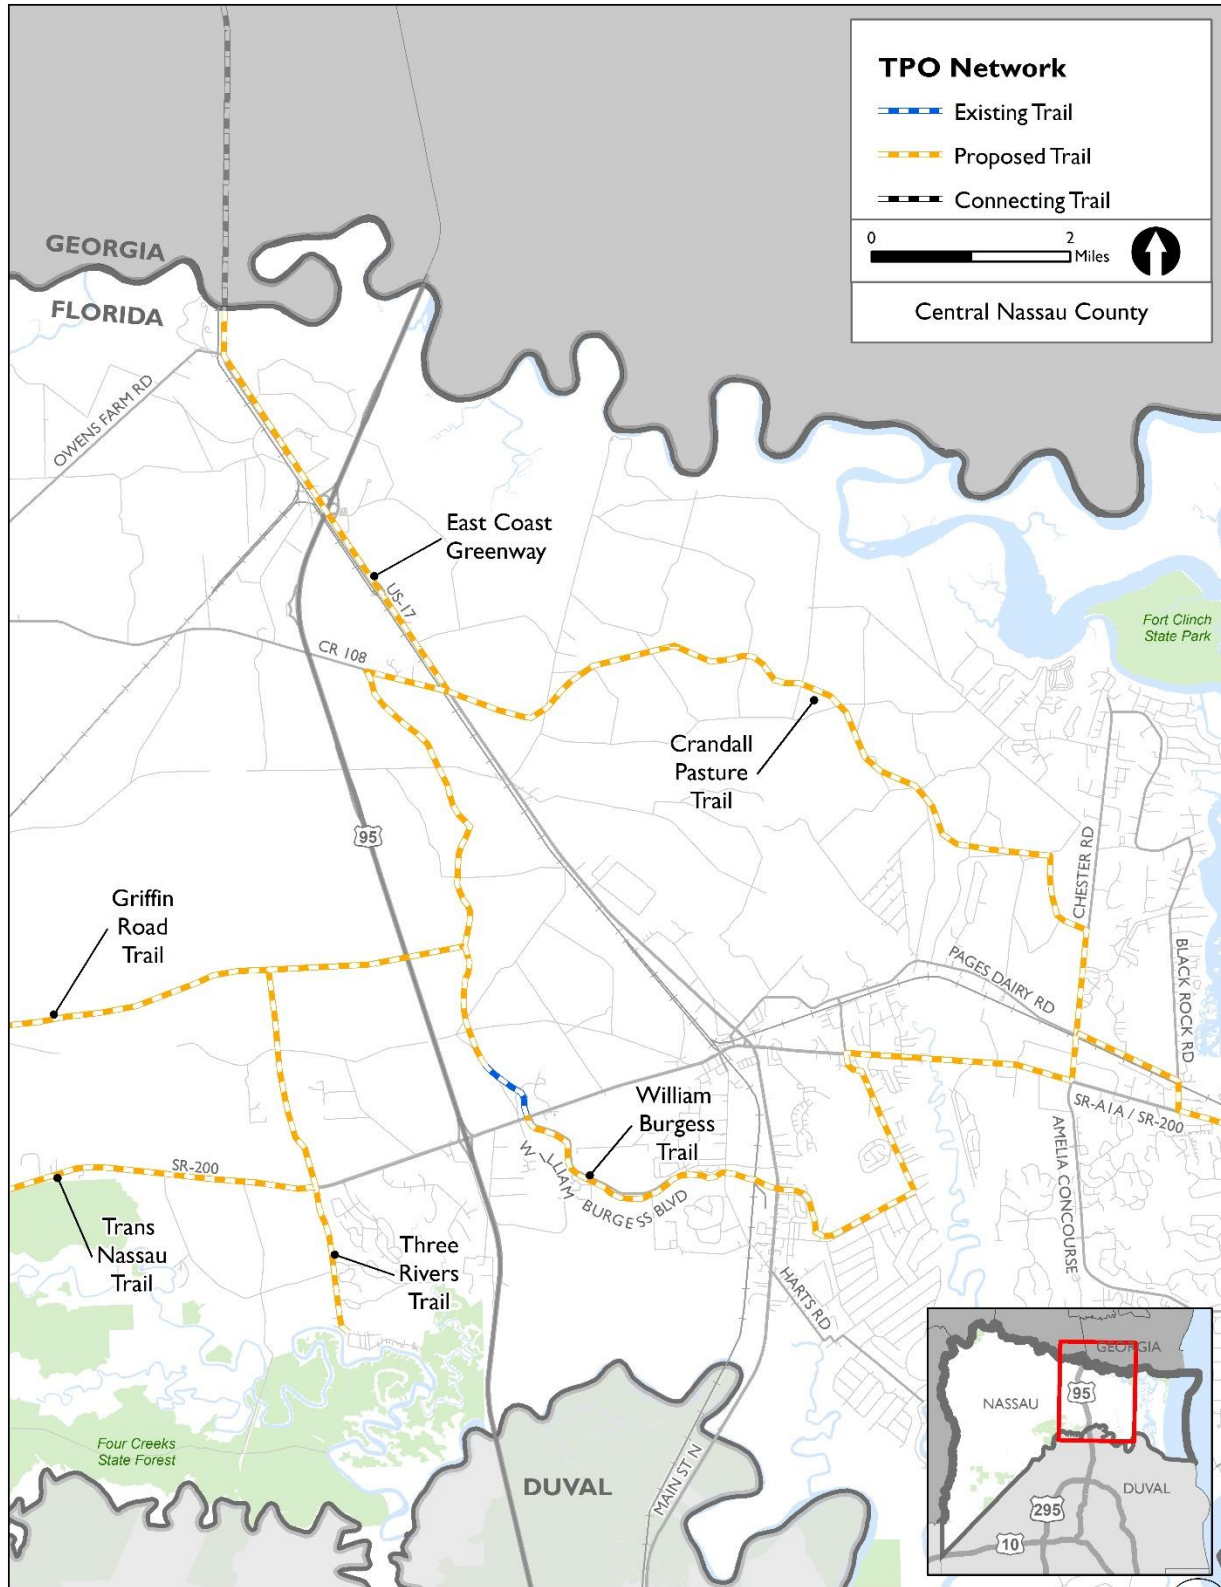 TPO Network
Existing Trail
Proposed Trail
Connecting Trail
0 2
Miles
Central Nassau County
GEORGIA
FLORIDA
OWENS FARM RD
East Coast
Greenway
US-17
CR 108
Fort Clinch
State Park
Crandall
Pasture
Trail
95
CHESTER RD
Griffin
Road
Trail
PAGES DAIRY RD
BLACK ROCK RD
William
Burgess
Trail
SR-A1A / SR-200
AMELIA CONCOURSE
SR-200
WILLIAM BURGESS BLVD
Trans
Nassau
Trail
Three
Rivers
Trail
HARTS RD
Four Creeks
State Forest
DUVAL
MAIN ST N
GEORGIA
NASSAU
95
DUVAL
295
10